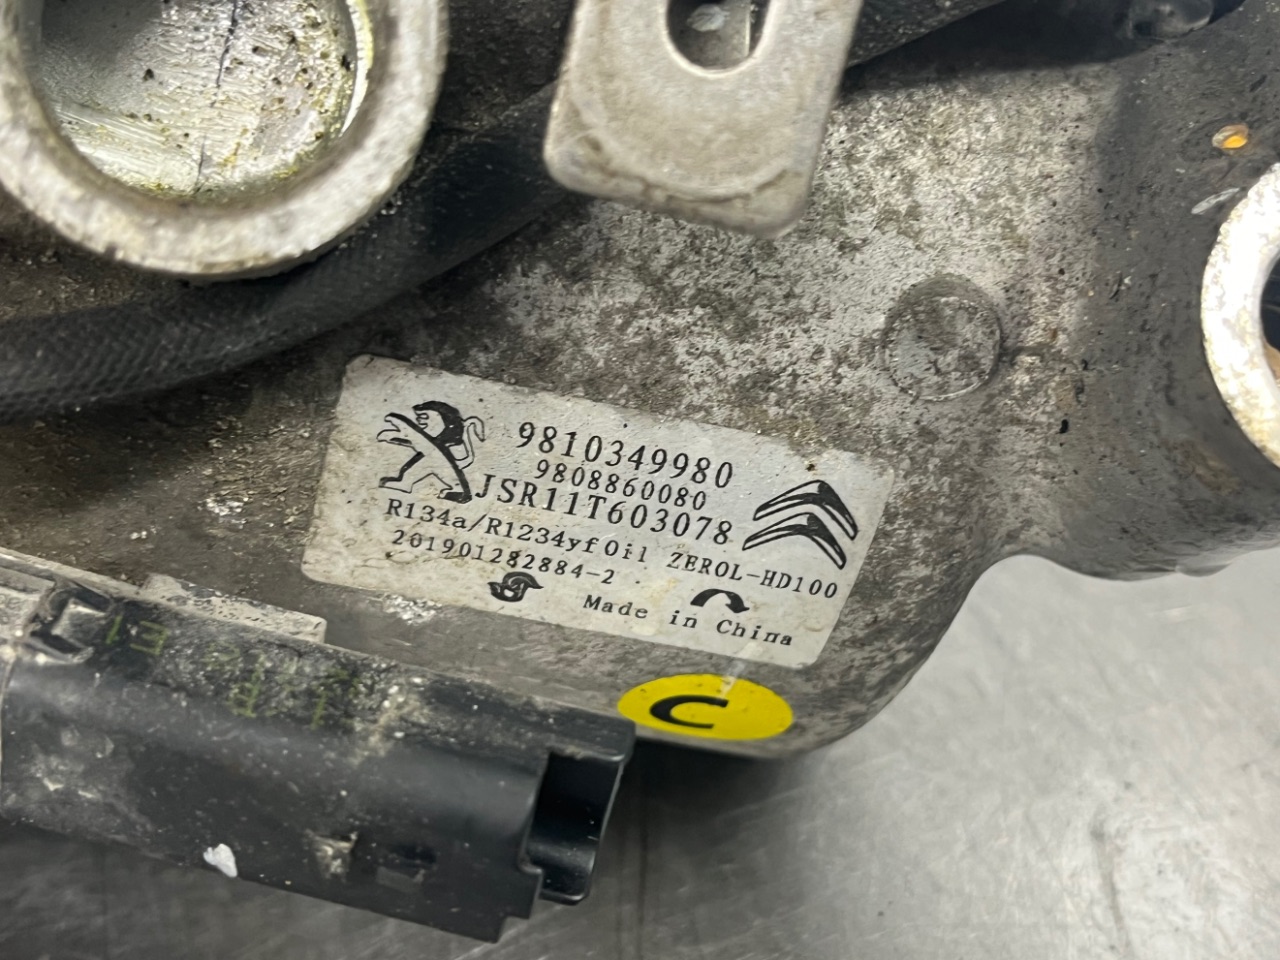 9810349980
9808860080
JSR11T603078
R134a/R1234yf Oil ZEROL-HD100
201901282884-2
Made in China
C